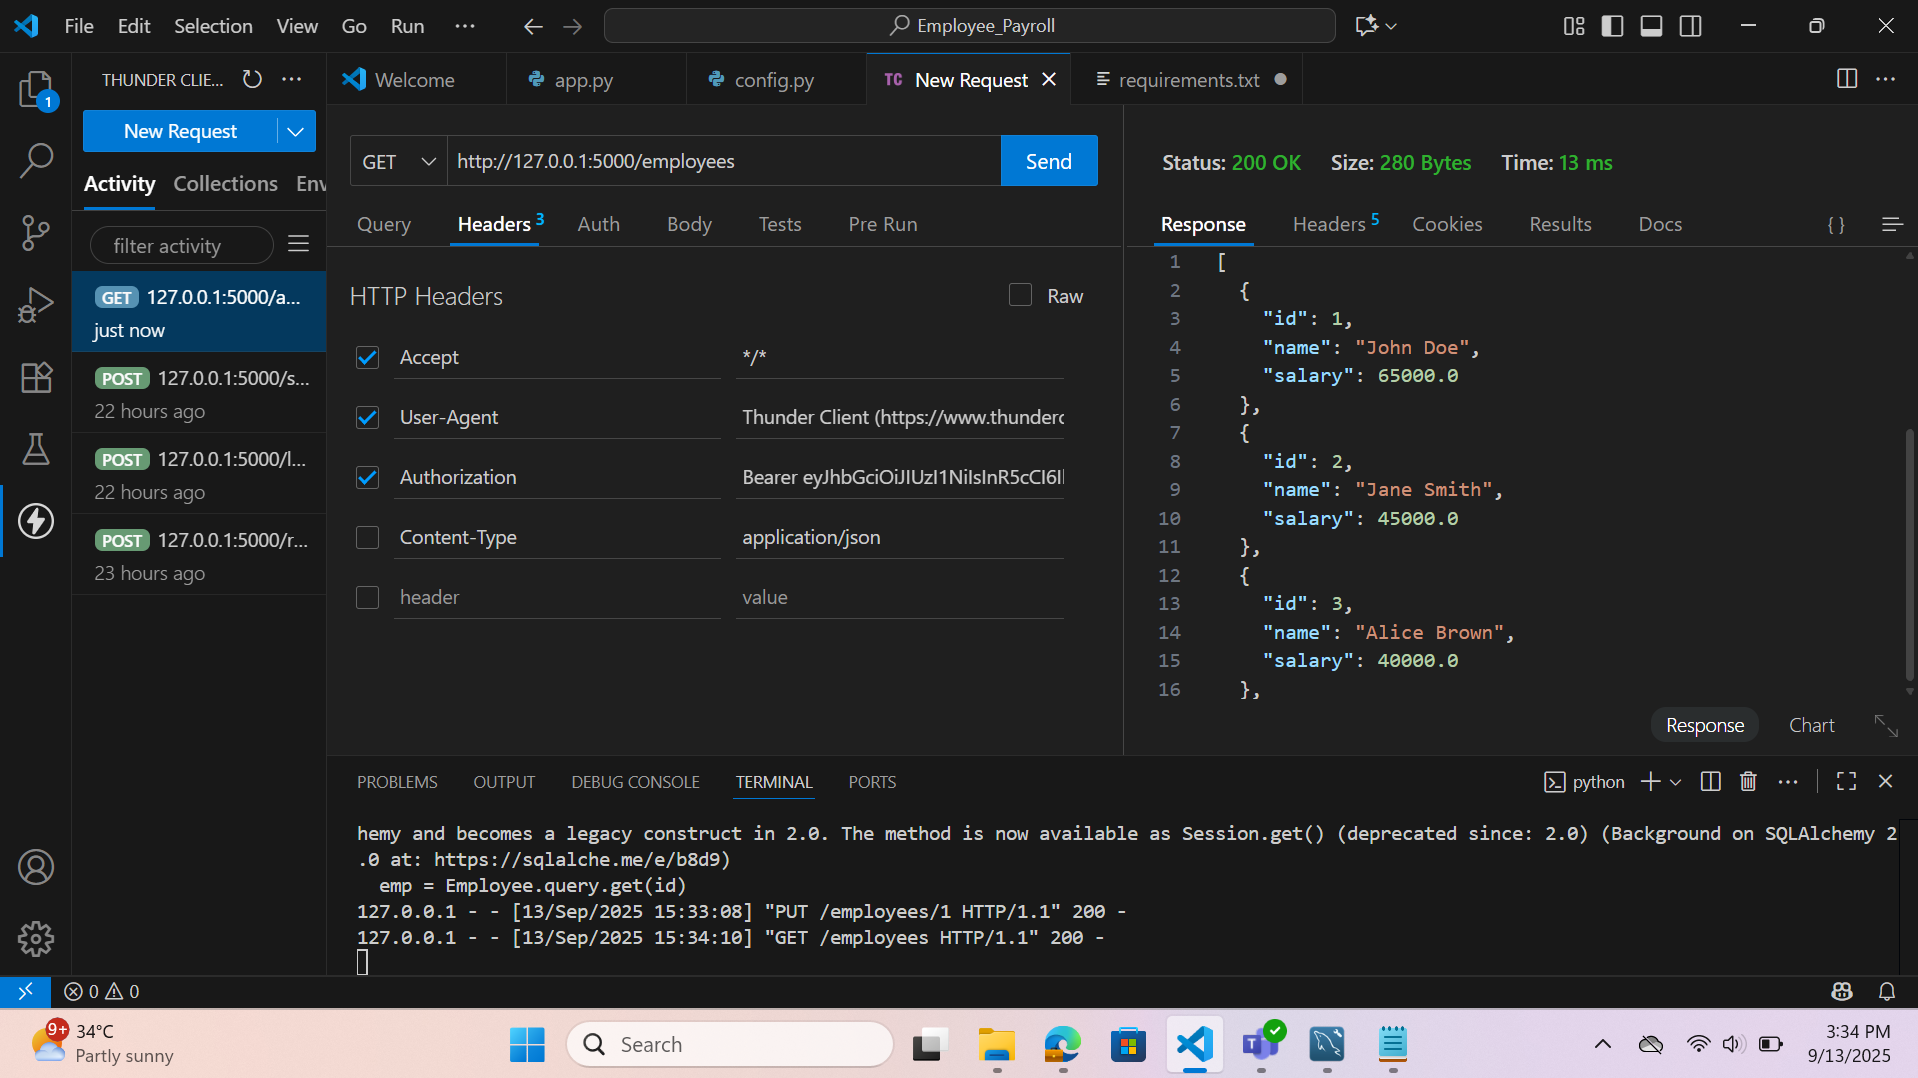 File Edit Selection View Go Run ··· Employee_Payroll
THUNDER CLIE... ···
Welcome app.py config.py TC New Request requirements.txt ···
New Request
Activity Collections Env
filter activity
GET 127.0.0.1:5000/a...
just now
POST 127.0.0.1:5000/s...
22 hours ago
POST 127.0.0.1:5000/l...
22 hours ago
POST 127.0.0.1:5000/r...
23 hours ago
1
GET http://127.0.0.1:5000/employees Send
Query Headers 3 Auth Body Tests Pre Run
HTTP Headers Raw
Accept */*
User-Agent Thunder Client (https://www.thunderc
Authorization Bearer eyJhbGciOiJIUzI1NiIsInR5cCI6I
Content-Type application/json
header value
Status: 200 OK Size: 280 Bytes Time: 13 ms
Response Headers 5 Cookies Results Docs { }
1 [
2 {
3 "id": 1,
4 "name": "John Doe",
5 "salary": 65000.0
6 },
7 {
8 "id": 2,
9 "name": "Jane Smith",
10 "salary": 45000.0
11 },
12 {
13 "id": 3,
14 "name": "Alice Brown",
15 "salary": 40000.0
16 },
Response Chart
PROBLEMS OUTPUT DEBUG CONSOLE TERMINAL PORTS python ···
hemy and becomes a legacy construct in 2.0. The method is now available as Session.get() (deprecated since: 2.0) (Background on SQLAlchemy 2
.0 at: https://sqlalche.me/e/b8d9)
emp = Employee.query.get(id)
127.0.0.1 - - [13/Sep/2025 15:33:08] "PUT /employees/1 HTTP/1.1" 200 -
127.0.0.1 - - [13/Sep/2025 15:34:10] "GET /employees HTTP/1.1" 200 -
0 0
9+ 34°C
Partly sunny
Search
3:34 PM
9/13/2025